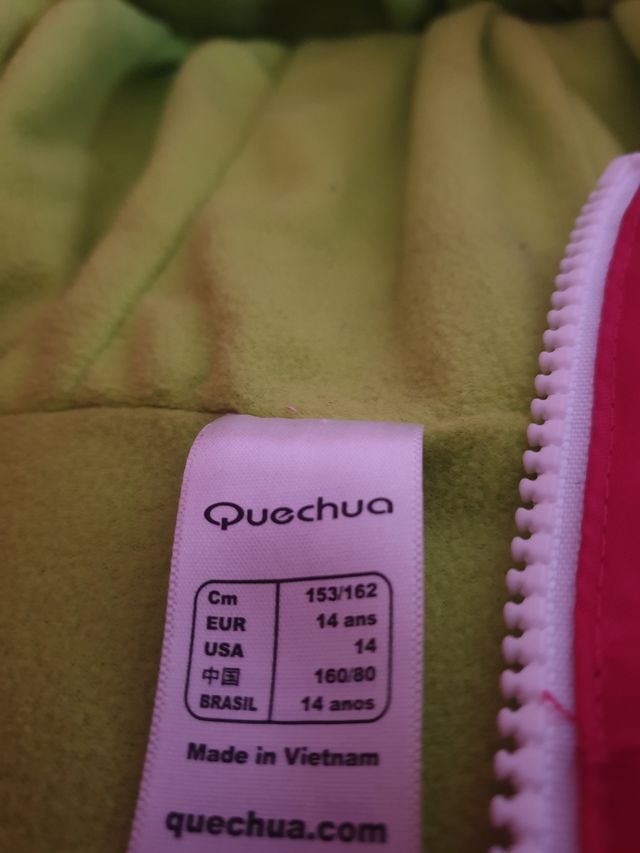 Quechua
Cm 153/162
EUR 14 ans
USA 14
中国 160/80
BRASIL 14 anos
Made in Vietnam
quechua.com